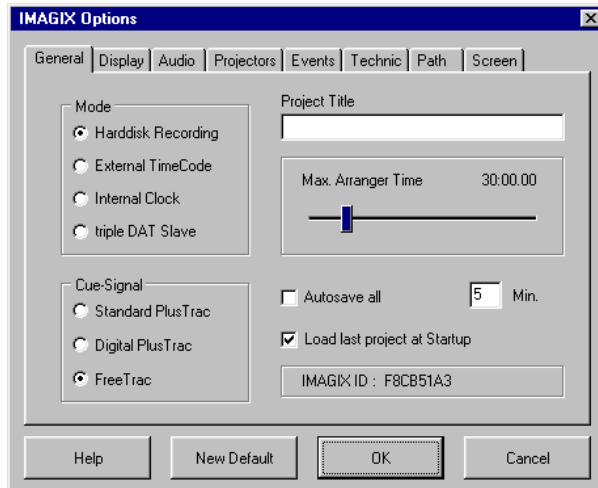 IMAGIX Options
General Display Audio Projectors Events Technic Path Screen
Mode
Harddisk Recording
External TimeCode
Internal Clock
triple DAT Slave
Project Title
Max. Arranger Time 30:00.00
Cue-Signal
Standard PlusTrac
Digital PlusTrac
FreeTrac
Autosave all 5 Min.
Load last project at Startup
IMAGIX ID : F8CB51A3
Help New Default OK Cancel